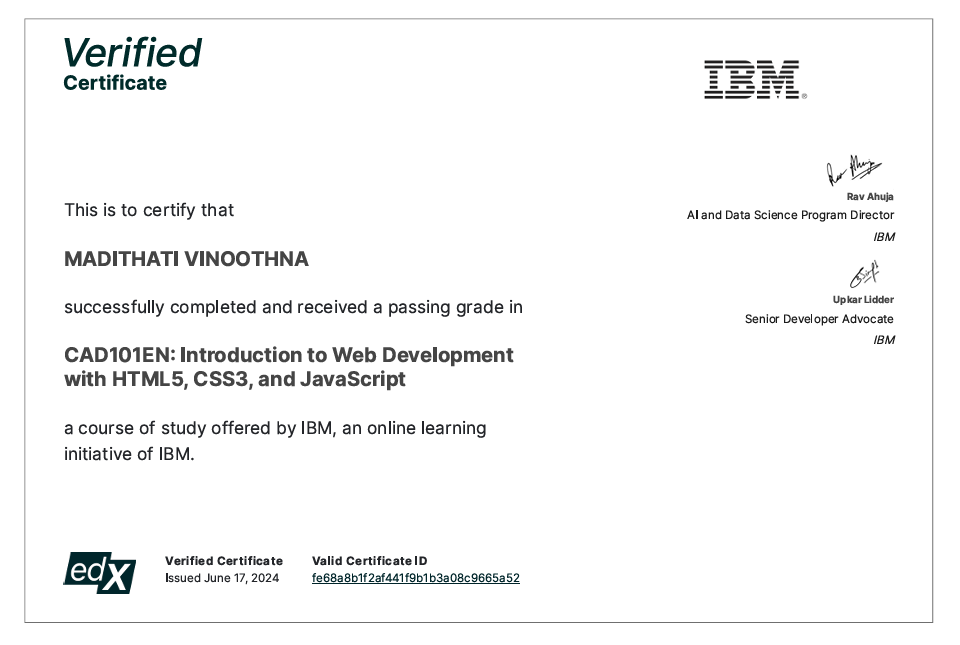 Verified
Certificate
IBM®
Rav Ahuja
AI and Data Science Program Director
IBM
Upkar Lidder
Senior Developer Advocate
IBM
This is to certify that
MADITHATI VINOOTHNA
successfully completed and received a passing grade in
CAD101EN: Introduction to Web Development
with HTML5, CSS3, and JavaScript
a course of study offered by IBM, an online learning
initiative of IBM.
edX
Verified Certificate
Issued June 17, 2024
Valid Certificate ID
fe68a8b1f2af441f9b1b3a08c9665a52